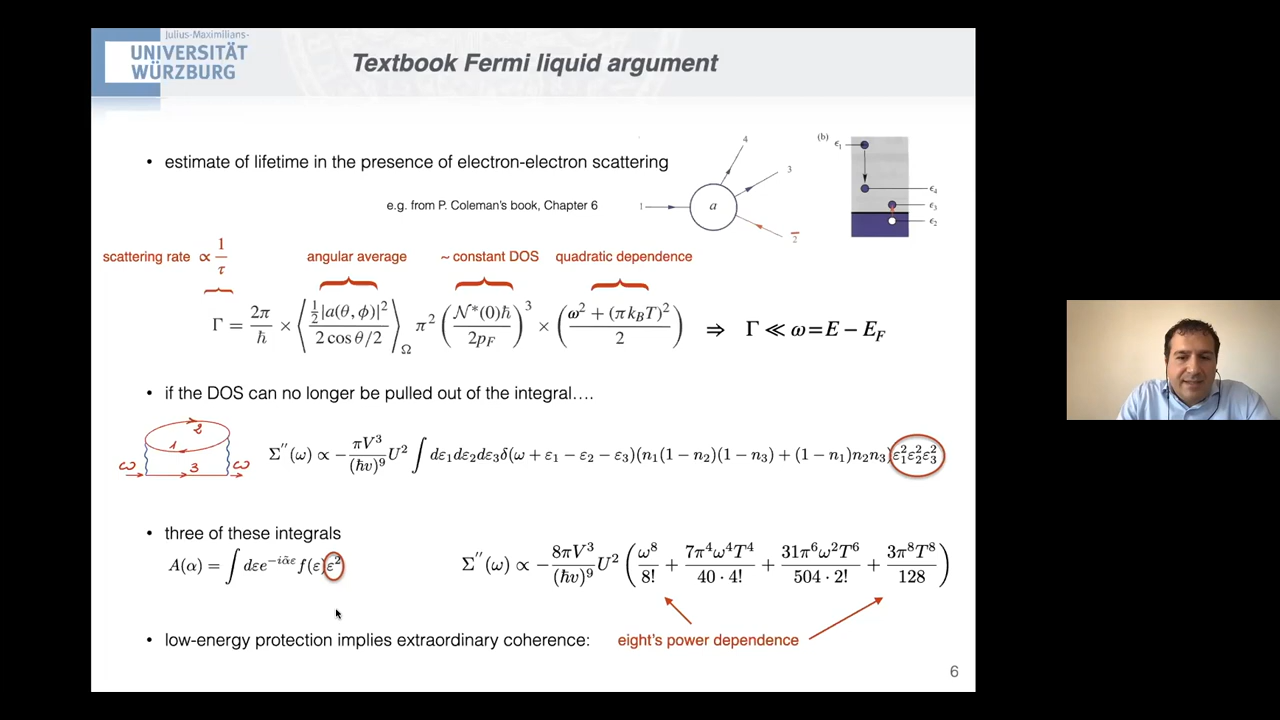 Julius-Maximilians-
UNIVERSITÄT
WÜRZBURG
Textbook Fermi liquid argument
• estimate of lifetime in the presence of electron-electron scattering
e.g. from P. Coleman's book, Chapter 6
1 a 4 3 2̅
(b) ϵ₁ ϵ₄ ϵ₃ ϵ₂
scattering rate ∝ 1/τ angular average ~ constant DOS quadratic dependence
Γ = 2π/ħ × ⟨ ½|a(θ, ϕ)|² / 2 cos θ/2 ⟩_Ω π² ( N*(0)ħ / 2p_F )³ × ( ω² + (πk_BT)² / 2 ) ⇒ Γ ≪ ω = E − E_F
• if the DOS can no longer be pulled out of the integral….
ω 1 2 3 ω
Σ′′(ω) ∝ − πV³/(ħv)⁹ U² ∫ dε₁dε₂dε₃δ(ω + ε₁ − ε₂ − ε₃)(n₁(1 − n₂)(1 − n₃) + (1 − n₁)n₂n₃)ε₁²ε₂²ε₃²
• three of these integrals
A(α) = ∫ dεe^{−iα̃ε} f(ε)ε²
Σ′′(ω) ∝ − 8πV³/(ħv)⁹ U² ( ω⁸/8! + 7π⁴ω⁴T⁴/40 · 4! + 31π⁶ω²T⁶/504 · 2! + 3π⁸T⁸/128 )
• low-energy protection implies extraordinary coherence: eight's power dependence
6